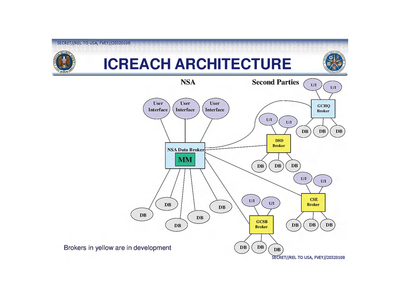 SECRET//REL TO USA, FVEY//20320108
ICREACH ARCHITECTURE
NSA
Second Parties
User
Interface
User
Interface
User
Interface
U/I
U/I
GCHQ
Broker
DB
DB
DB
U/I
U/I
DSD
Broker
DB
DB
DB
NSA Data Broker
MM
DB
DB
DB
DB
U/I
U/I
CSE
Broker
DB
DB
DB
U/I
U/I
GCSB
Broker
DB
DB
DB
Brokers in yellow are in development
SECRET//REL TO USA, FVEY//20320108